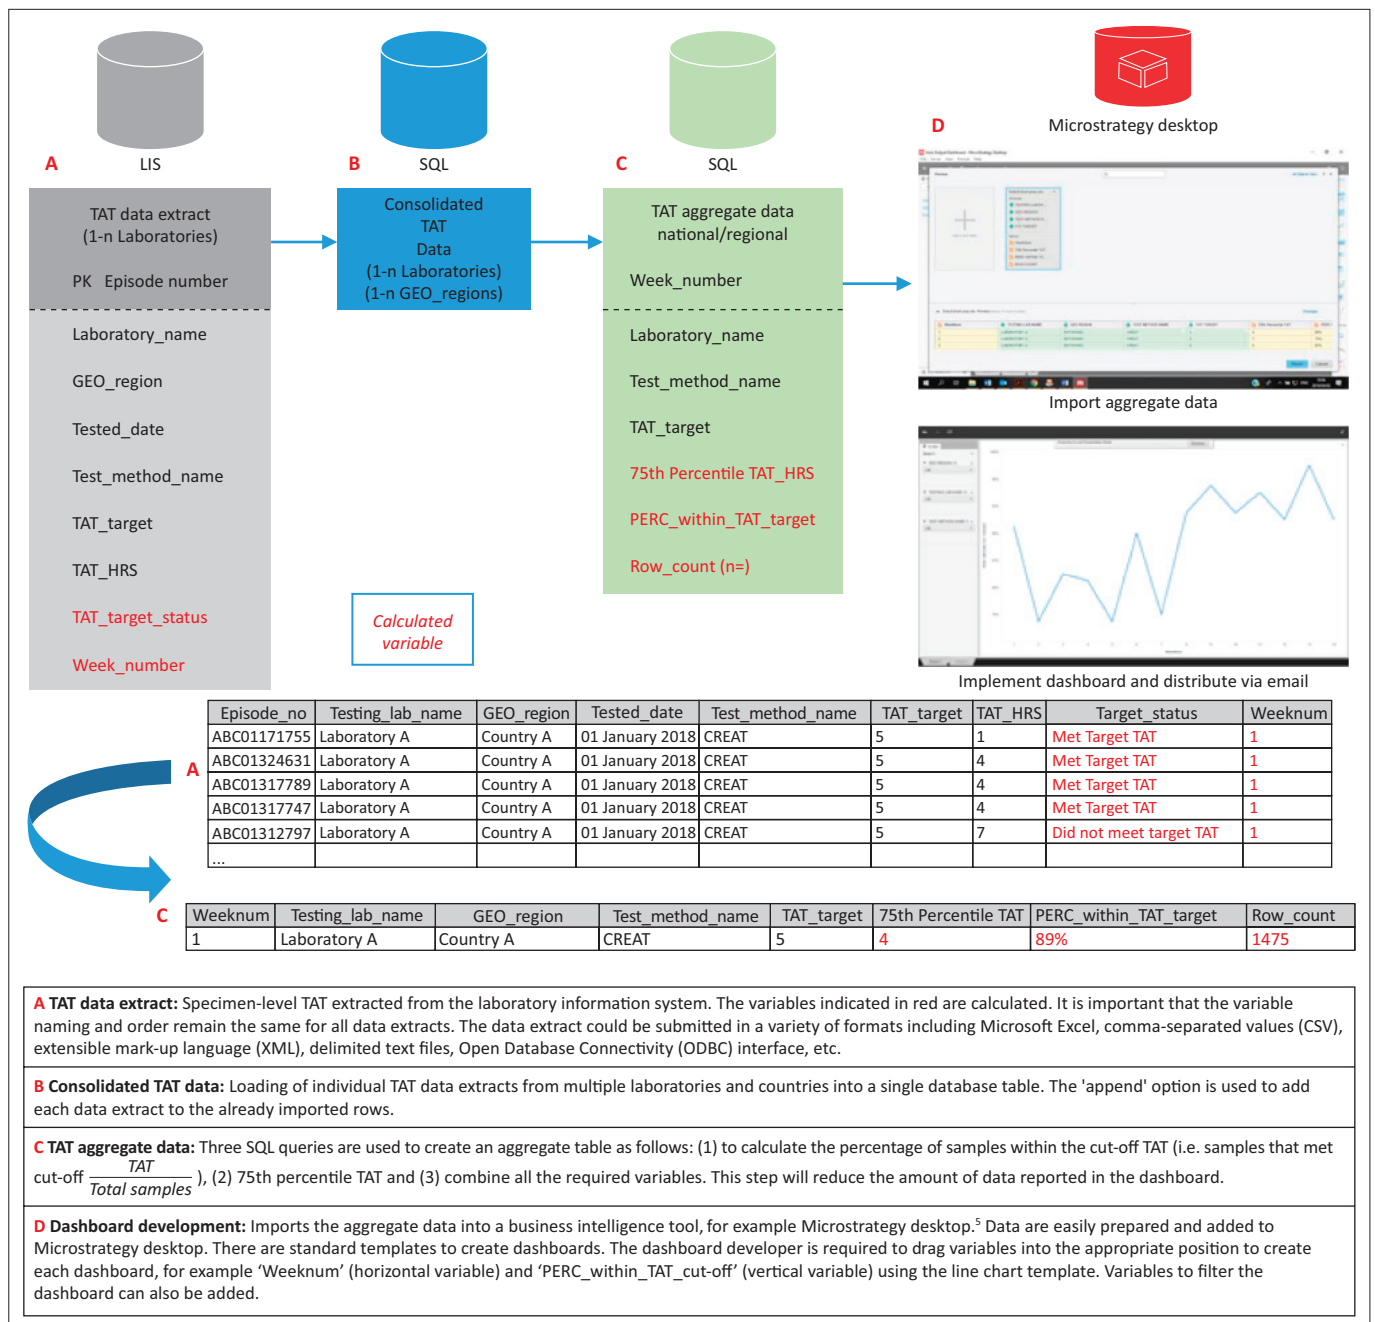 A
LIS
B
SQL
C
SQL
D
Microstrategy desktop
TAT data extract
(1-n Laboratories)
PK Episode number
Laboratory_name
GEO_region
Tested_date
Test_method_name
TAT_target
TAT_HRS
TAT_target_status
Week_number
Consolidated
TAT
Data
(1-n Laboratories)
(1-n GEO_regions)
Calculated
variable
TAT aggregate data
national/regional
Week_number
Laboratory_name
Test_method_name
TAT_target
75th Percentile TAT_HRS
PERC_within_TAT_target
Row_count (n=)
Import aggregate data
Implement dashboard and distribute via email
A
Episode_no Testing_lab_name GEO_region Tested_date Test_method_name TAT_target TAT_HRS Target_status Weeknum
ABC01171755 Laboratory A Country A 01 January 2018 CREAT 5 1 Met Target TAT 1
ABC01324631 Laboratory A Country A 01 January 2018 CREAT 5 4 Met Target TAT 1
ABC01317789 Laboratory A Country A 01 January 2018 CREAT 5 4 Met Target TAT 1
ABC01317747 Laboratory A Country A 01 January 2018 CREAT 5 4 Met Target TAT 1
ABC01312797 Laboratory A Country A 01 January 2018 CREAT 5 7 Did not meet target TAT 1
...
C
Weeknum Testing_lab_name GEO_region Test_method_name TAT_target 75th Percentile TAT PERC_within_TAT_target Row_count
1 Laboratory A Country A CREAT 5 4 89% 1475
A TAT data extract: Specimen-level TAT extracted from the laboratory information system. The variables indicated in red are calculated. It is important that the variable
naming and order remain the same for all data extracts. The data extract could be submitted in a variety of formats including Microsoft Excel, comma-separated values (CSV),
extensible mark-up language (XML), delimited text files, Open Database Connectivity (ODBC) interface, etc.
B Consolidated TAT data: Loading of individual TAT data extracts from multiple laboratories and countries into a single database table. The 'append' option is used to add
each data extract to the already imported rows.
C TAT aggregate data: Three SQL queries are used to create an aggregate table as follows: (1) to calculate the percentage of samples within the cut-off TAT (i.e. samples that met
cut-off TAT / Total samples ), (2) 75th percentile TAT and (3) combine all the required variables. This step will reduce the amount of data reported in the dashboard.
D Dashboard development: Imports the aggregate data into a business intelligence tool, for example Microstrategy desktop.⁵ Data are easily prepared and added to
Microstrategy desktop. There are standard templates to create dashboards. The dashboard developer is required to drag variables into the appropriate position to create
each dashboard, for example ‘Weeknum’ (horizontal variable) and ‘PERC_within_TAT_cut-off’ (vertical variable) using the line chart template. Variables to filter the
dashboard can also be added.